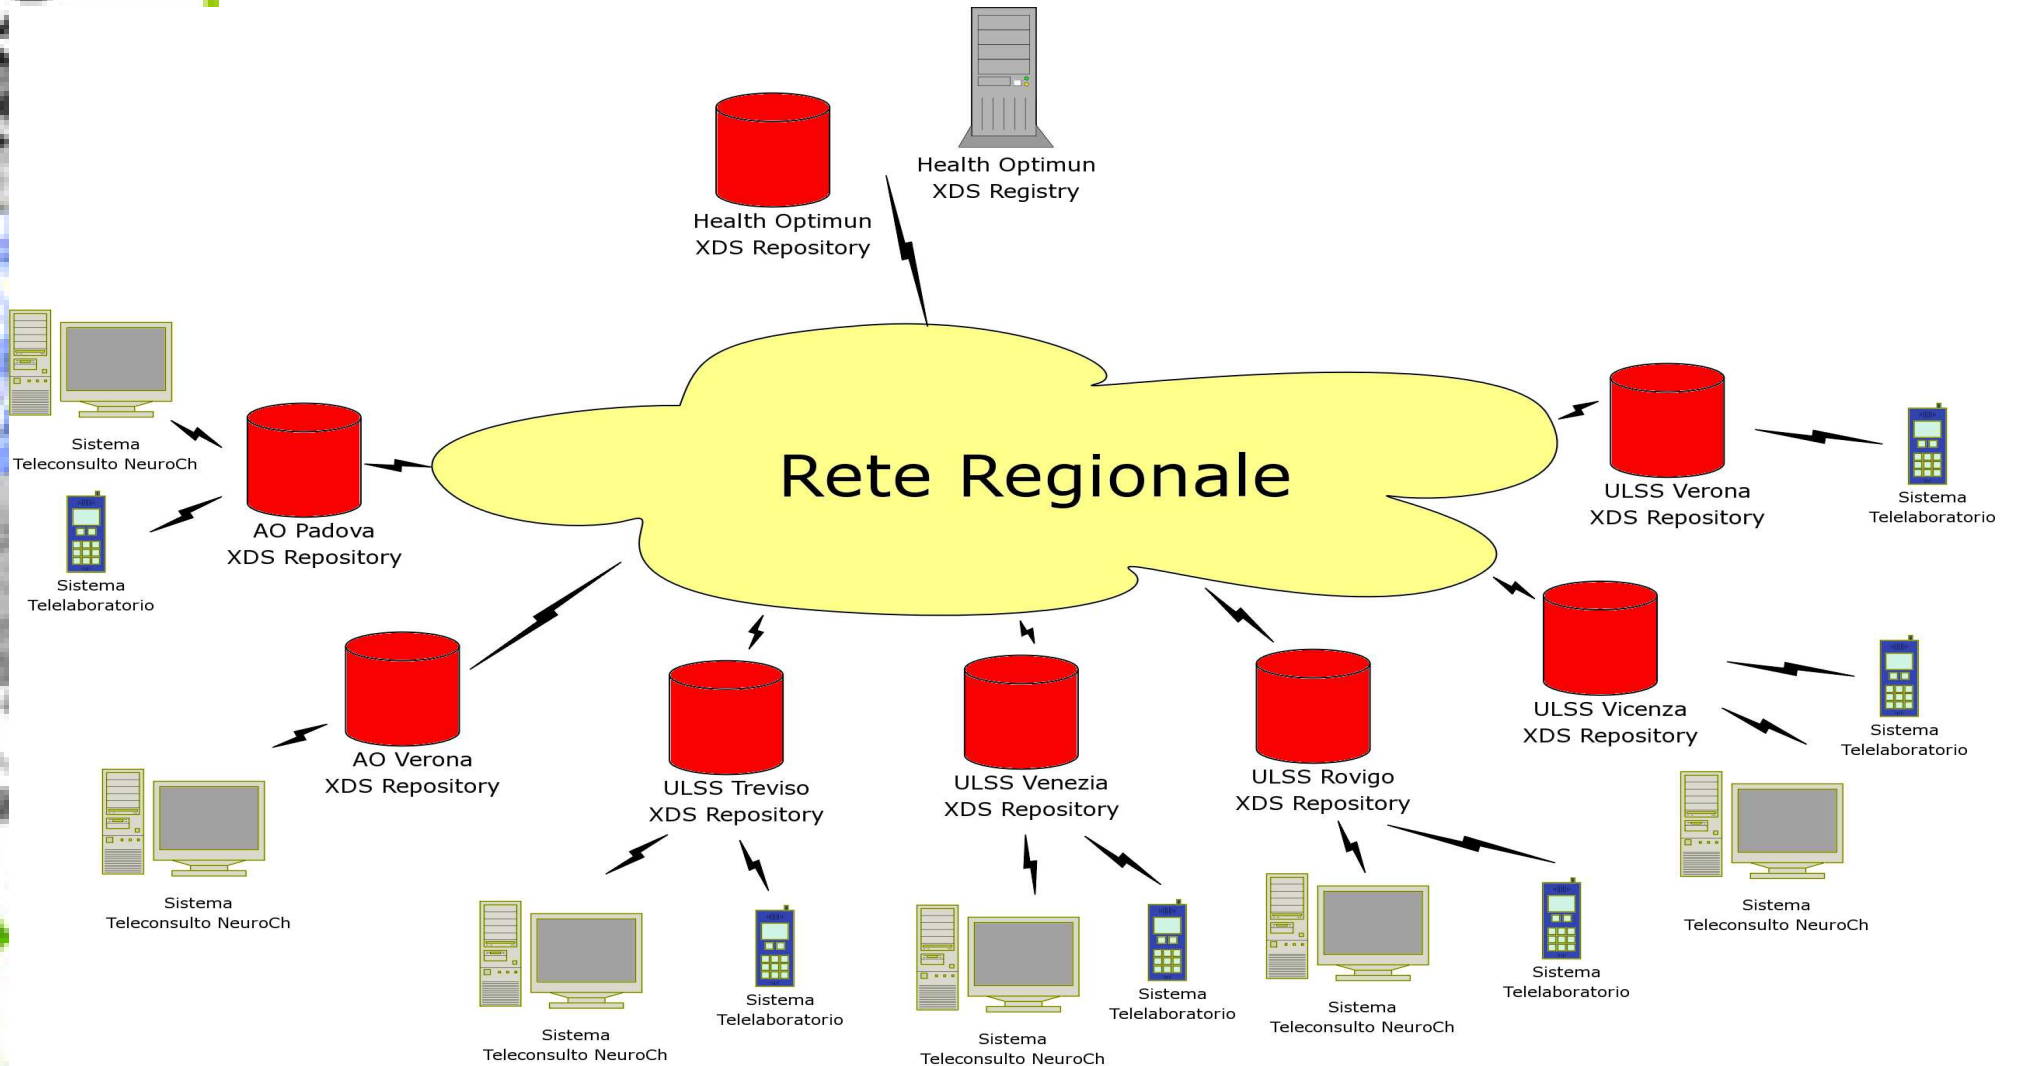 Health Optimun
XDS Registry
Health Optimun
XDS Repository
Rete Regionale
Sistema
Teleconsulto NeuroCh
AO Padova
XDS Repository
Sistema
Telelaboratorio
ULSS Verona
XDS Repository
Sistema
Telelaboratorio
AO Verona
XDS Repository
Sistema
Teleconsulto NeuroCh
ULSS Treviso
XDS Repository
Sistema
Teleconsulto NeuroCh
Sistema
Telelaboratorio
ULSS Venezia
XDS Repository
Sistema
Teleconsulto NeuroCh
Sistema
Telelaboratorio
ULSS Rovigo
XDS Repository
Sistema
Teleconsulto NeuroCh
Sistema
Telelaboratorio
ULSS Vicenza
XDS Repository
Sistema
Telelaboratorio
Sistema
Teleconsulto NeuroCh